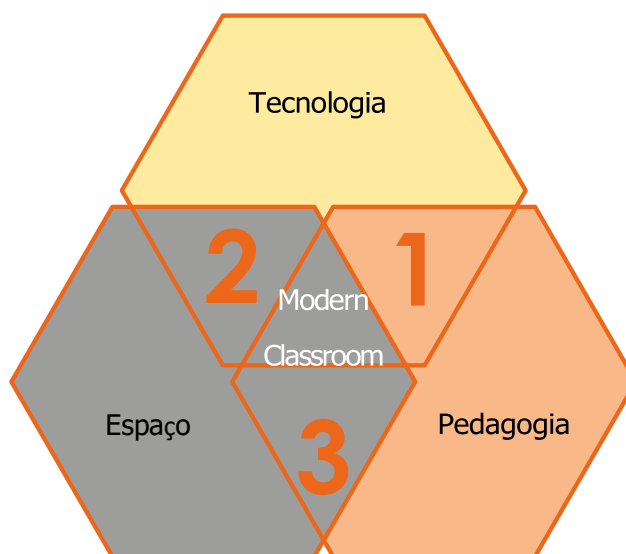 Tecnologia
2
1
Modern
Classroom
Espaço
Pedagogia
3